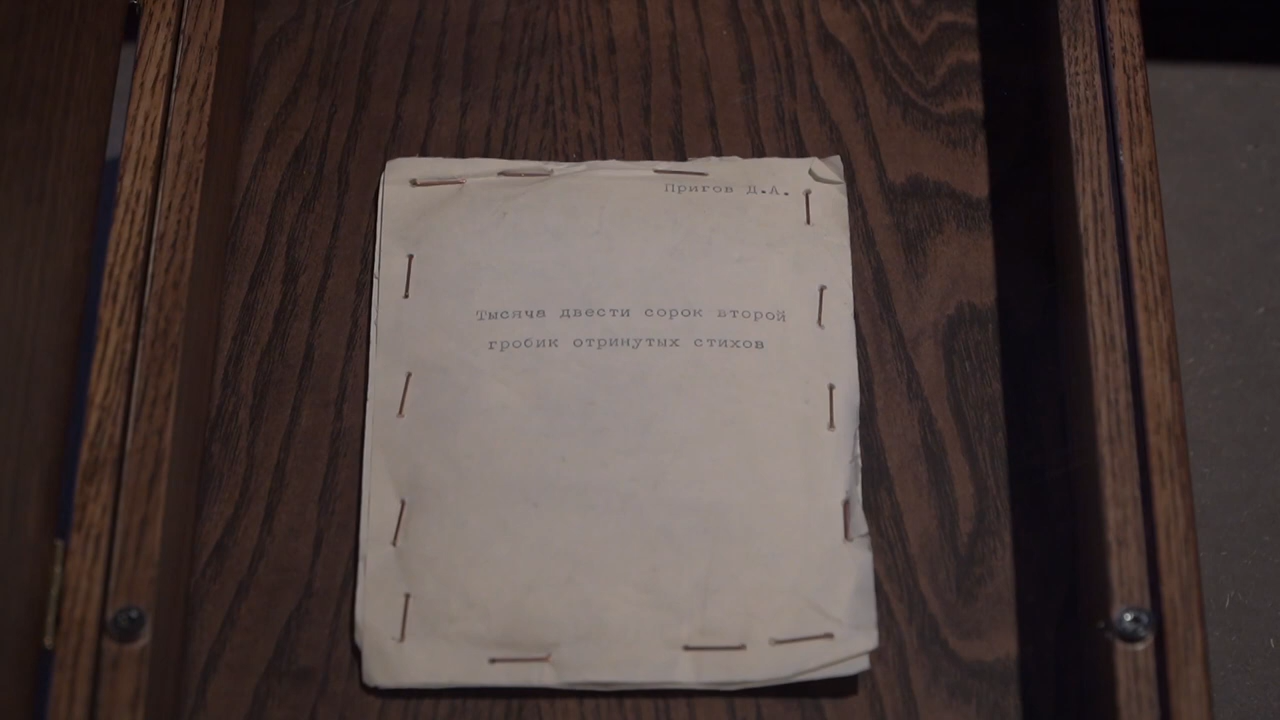 Пригов Д.А.
Тысяча двести сорок второй
гробик отринутых стихов